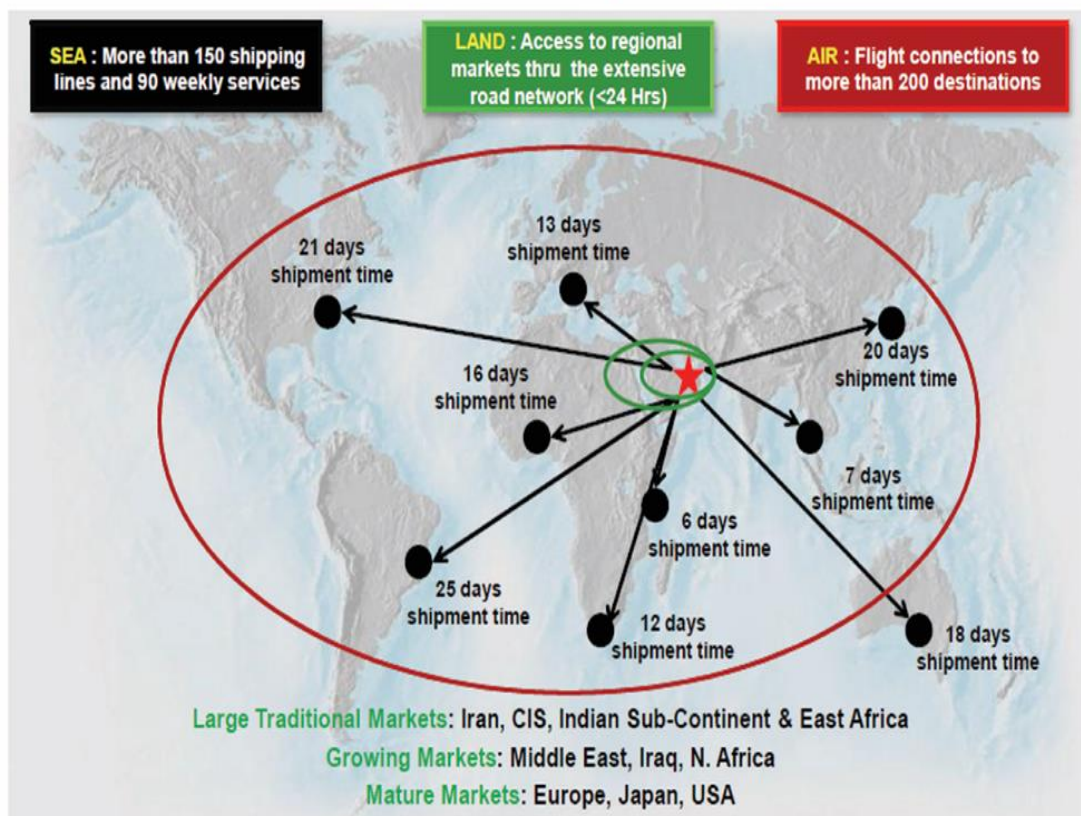 SEA : More than 150 shipping
lines and 90 weekly services
LAND : Access to regional
markets thru the extensive
road network (<24 Hrs)
AIR : Flight connections to
more than 200 destinations
13 days
shipment time
21 days
shipment time
20 days
shipment time
16 days
shipment time
7 days
shipment time
6 days
shipment time
25 days
shipment time
12 days
shipment time
18 days
shipment time
Large Traditional Markets: Iran, CIS, Indian Sub-Continent & East Africa
Growing Markets: Middle East, Iraq, N. Africa
Mature Markets: Europe, Japan, USA